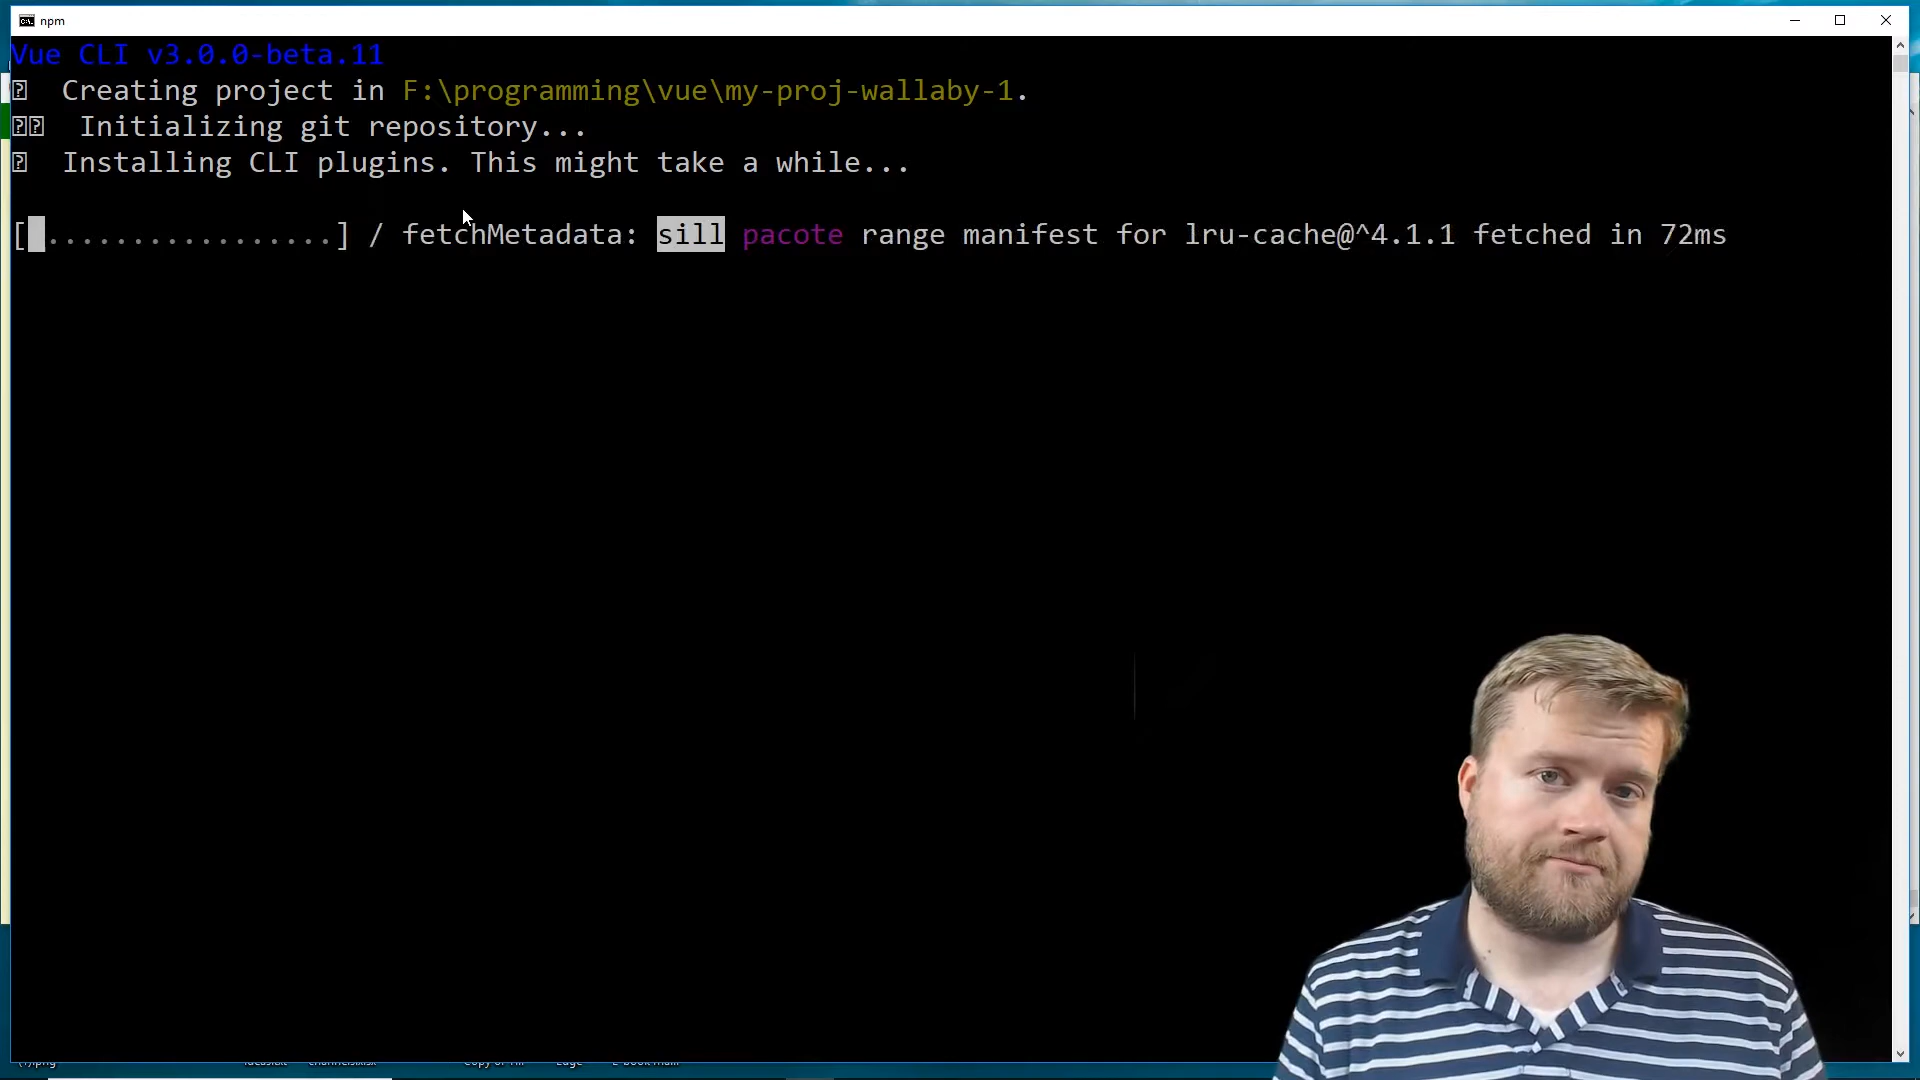 npm
Vue CLI v3.0.0-beta.11
Creating project in F:\programming\vue\my-proj-wallaby-1.
Initializing git repository...
Installing CLI plugins. This might take a while...
[ .................] / fetchMetadata: sill pacote range manifest for lru-cache@^4.1.1 fetched in 72ms